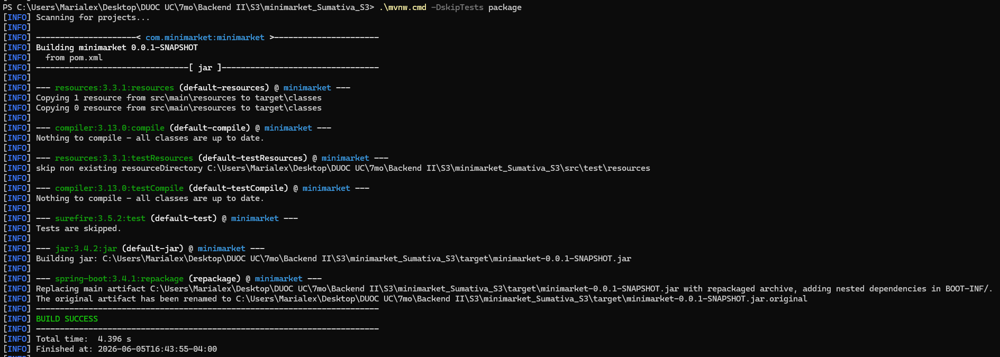 PS C:\Users\Marialex\Desktop\DUOC UC\7mo\Backend II\S3\minimarket_Sumativa_S3> .\mvnw.cmd -DskipTests package
[INFO] Scanning for projects...
[INFO]
[INFO] ---------------------< com.minimarket:minimarket >----------------------
[INFO] Building minimarket 0.0.1-SNAPSHOT
[INFO]   from pom.xml
[INFO] --------------------------------[ jar ]---------------------------------
[INFO]
[INFO] --- resources:3.3.1:resources (default-resources) @ minimarket ---
[INFO] Copying 1 resource from src\main\resources to target\classes
[INFO] Copying 0 resource from src\main\resources to target\classes
[INFO]
[INFO] --- compiler:3.13.0:compile (default-compile) @ minimarket ---
[INFO] Nothing to compile - all classes are up to date.
[INFO]
[INFO] --- resources:3.3.1:testResources (default-testResources) @ minimarket ---
[INFO] skip non existing resourceDirectory C:\Users\Marialex\Desktop\DUOC UC\7mo\Backend II\S3\minimarket_Sumativa_S3\src\test\resources
[INFO]
[INFO] --- compiler:3.13.0:testCompile (default-testCompile) @ minimarket ---
[INFO] Nothing to compile - all classes are up to date.
[INFO]
[INFO] --- surefire:3.5.2:test (default-test) @ minimarket ---
[INFO] Tests are skipped.
[INFO]
[INFO] --- jar:3.4.2:jar (default-jar) @ minimarket ---
[INFO] Building jar: C:\Users\Marialex\Desktop\DUOC UC\7mo\Backend II\S3\minimarket_Sumativa_S3\target\minimarket-0.0.1-SNAPSHOT.jar
[INFO]
[INFO] --- spring-boot:3.4.1:repackage (repackage) @ minimarket ---
[INFO] Replacing main artifact C:\Users\Marialex\Desktop\DUOC UC\7mo\Backend II\S3\minimarket_Sumativa_S3\target\minimarket-0.0.1-SNAPSHOT.jar with repackaged archive, adding nested dependencies in BOOT-INF/.
[INFO] The original artifact has been renamed to C:\Users\Marialex\Desktop\DUOC UC\7mo\Backend II\S3\minimarket_Sumativa_S3\target\minimarket-0.0.1-SNAPSHOT.jar.original
[INFO] ------------------------------------------------------------------------
[INFO] BUILD SUCCESS
[INFO] ------------------------------------------------------------------------
[INFO] Total time:  4.396 s
[INFO] Finished at: 2026-06-05T16:43:55-04:00